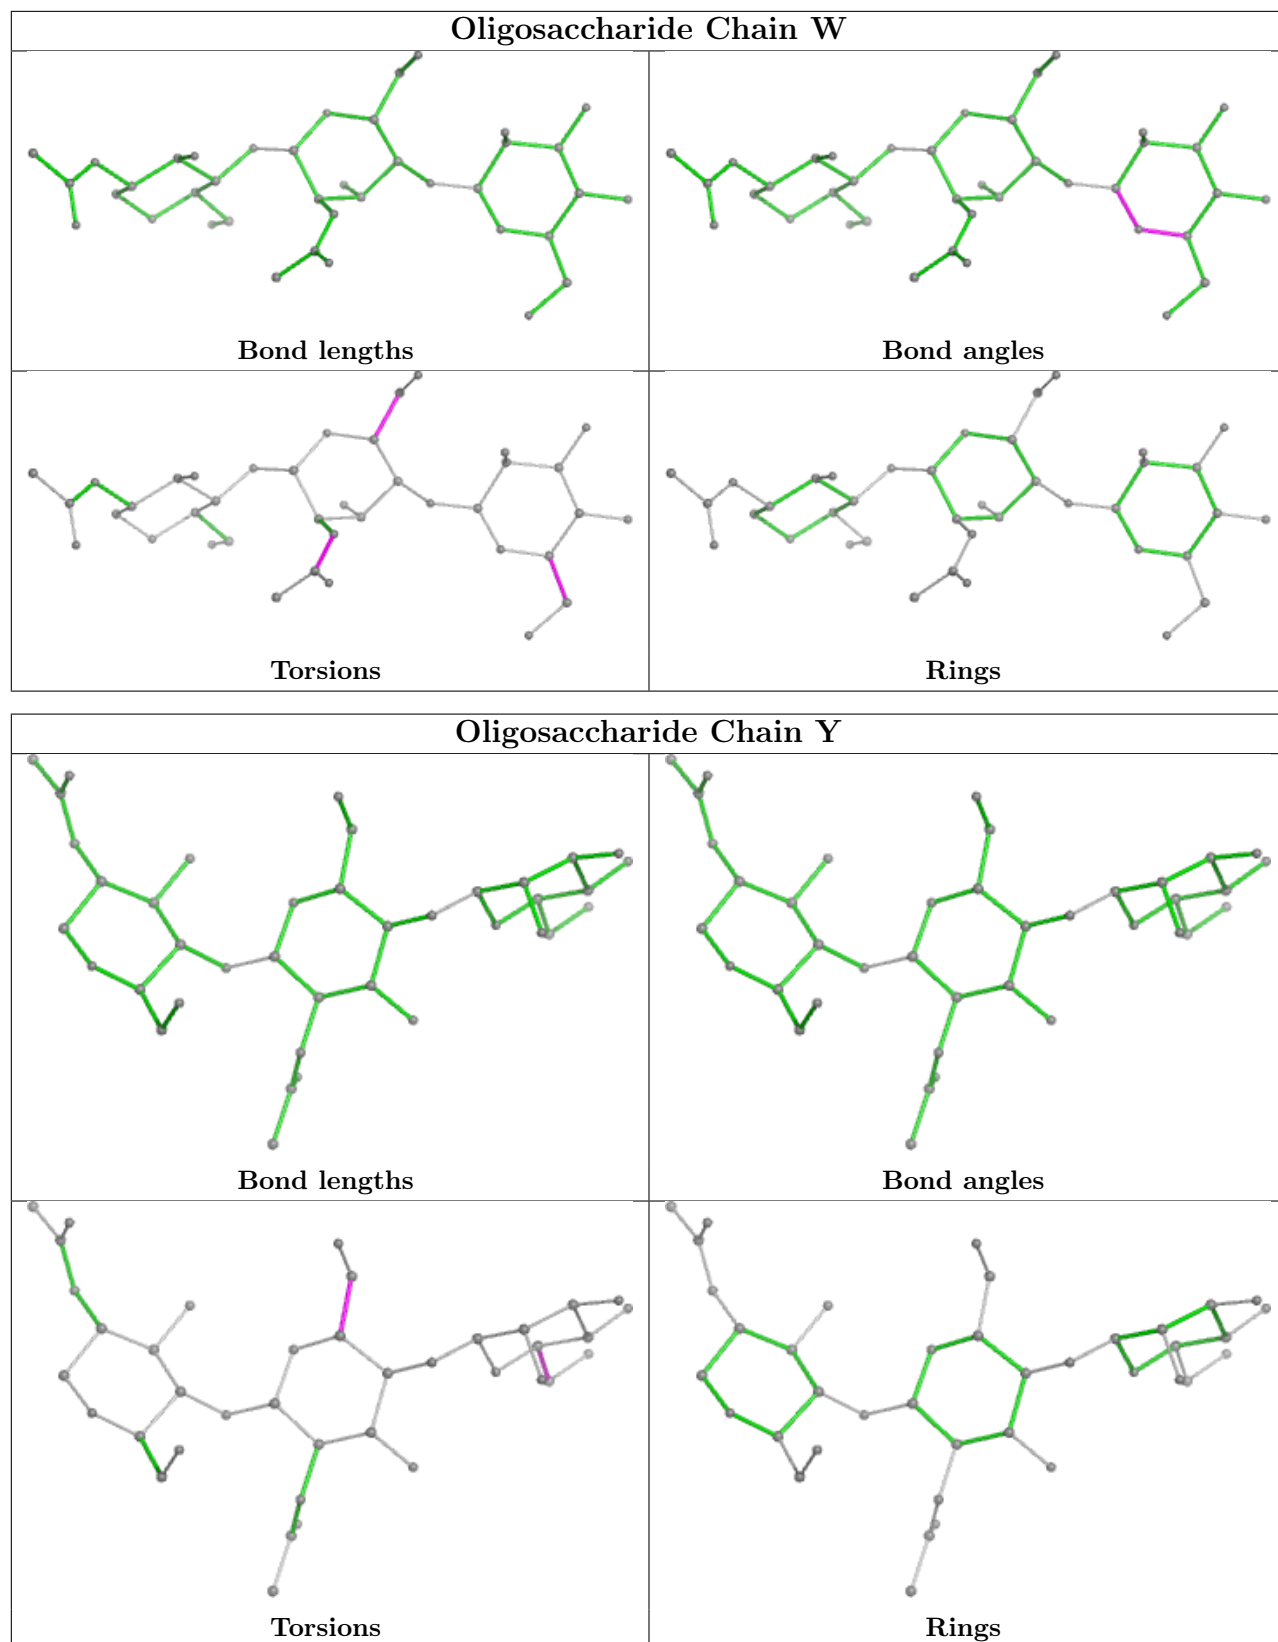 Oligosaccharide Chain W
Bond lengths
Bond angles
Torsions
Rings
Oligosaccharide Chain Y
Bond lengths
Bond angles
Torsions
Rings